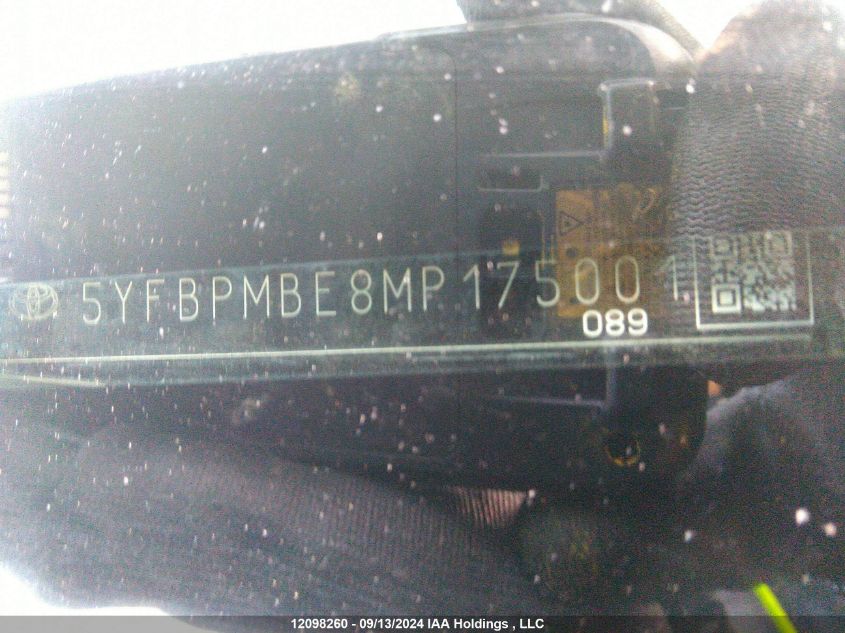 5YFBPMBE8MP175001
089
12098260 - 09/13/2024 IAA Holdings , LLC